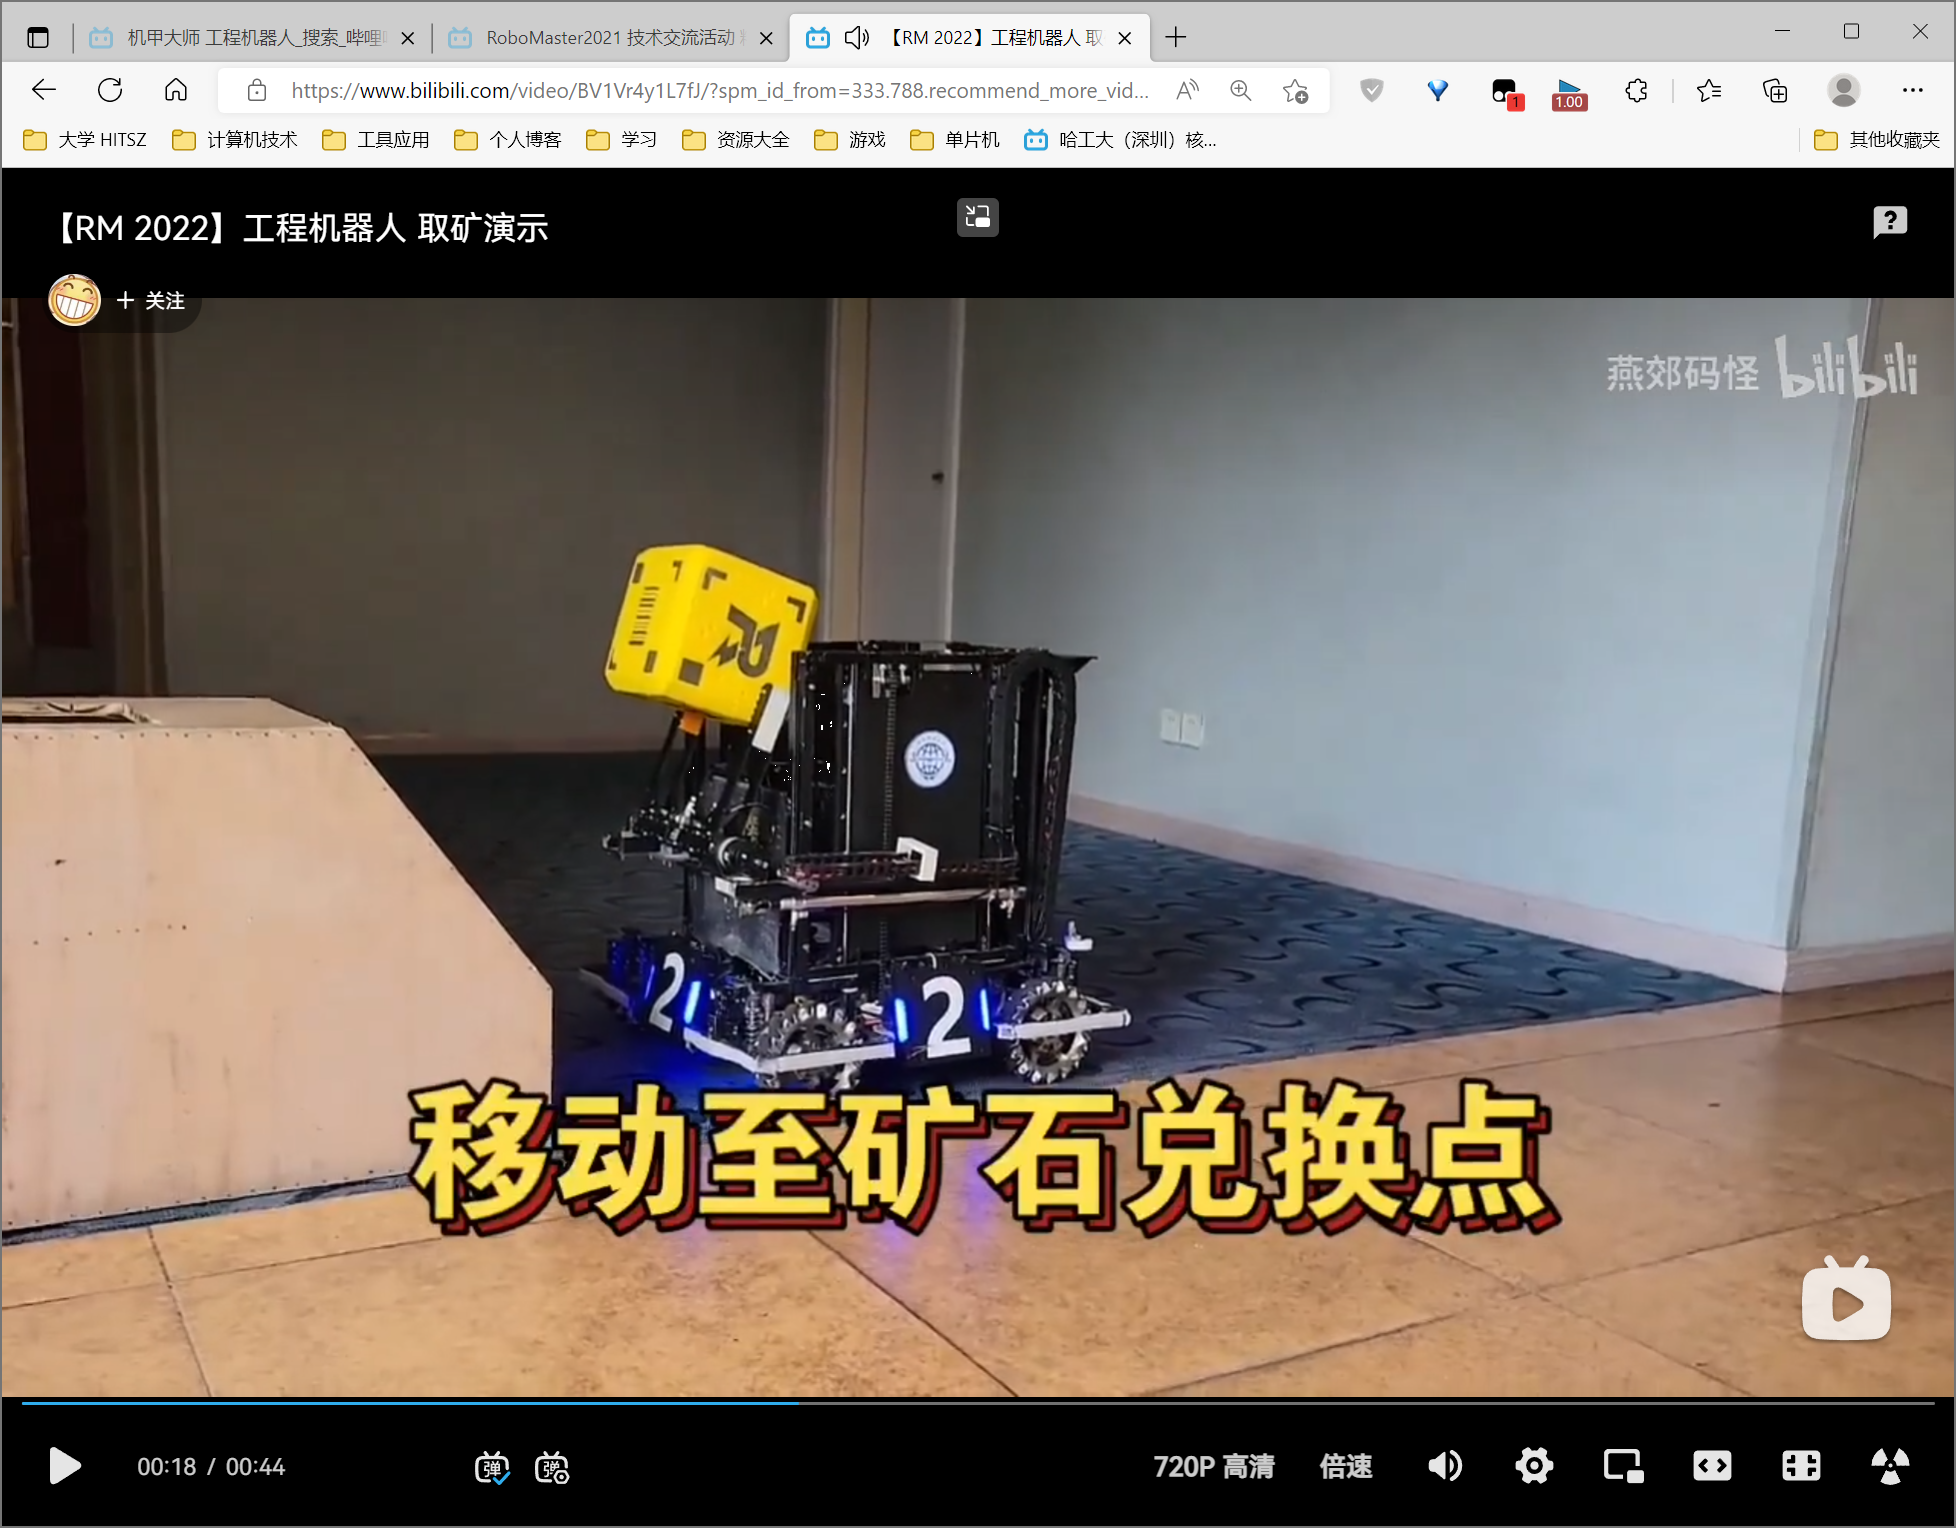 机甲大师 工程机器人_搜索_哔哩
RoboMaster2021 技术交流活动
【RM 2022】工程机器人 取
https://www.bilibili.com/video/BV1Vr4y1L7fJ/?spm_id_from=333.788.recommend_more_vid...
1
1.00
大学 HITSZ
计算机技术
工具应用
个人博客
学习
资源大全
游戏
单片机
哈工大（深圳）核...
其他收藏夹
【RM 2022】工程机器人 取矿演示
+ 关注
燕郊码怪 bilibili
2
2
移动至矿石兑换点
00:18 / 00:44
弹
弹
720P 高清
倍速